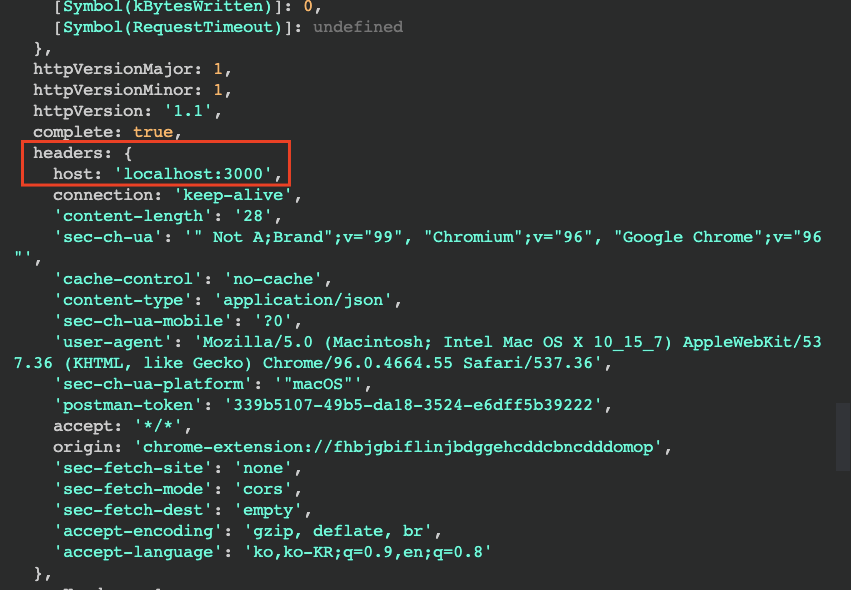 [Symbol(kBytesWritten)]: 0,
[Symbol(RequestTimeout)]: undefined
},
httpVersionMajor: 1,
httpVersionMinor: 1,
httpVersion: '1.1',
complete: true,
headers: {
host: 'localhost:3000',
connection: 'keep-alive',
'content-length': '28',
'sec-ch-ua': '" Not A;Brand";v="99", "Chromium";v="96", "Google Chrome";v="96
"',
'cache-control': 'no-cache',
'content-type': 'application/json',
'sec-ch-ua-mobile': '?0',
'user-agent': 'Mozilla/5.0 (Macintosh; Intel Mac OS X 10_15_7) AppleWebKit/53
7.36 (KHTML, like Gecko) Chrome/96.0.4664.55 Safari/537.36',
'sec-ch-ua-platform': '"macOS"',
'postman-token': '339b5107-49b5-da18-3524-e6dff5b39222',
accept: '*/*',
origin: 'chrome-extension://fhbjgbiflinjbdggehcddcbncdddomop',
'sec-fetch-site': 'none',
'sec-fetch-mode': 'cors',
'sec-fetch-dest': 'empty',
'accept-encoding': 'gzip, deflate, br',
'accept-language': 'ko,ko-KR;q=0.9,en;q=0.8'
},